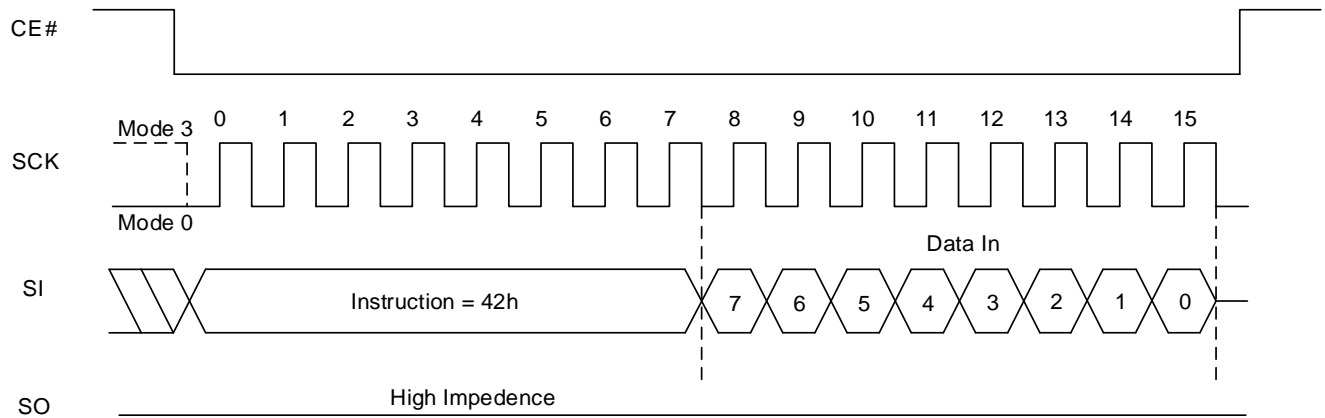 CE#
Mode 3 0 1 2 3 4 5 6 7 8 9 10 11 12 13 14 15
SCK
Mode 0
Data In
SI Instruction = 42h 7 6 5 4 3 2 1 0
High Impedence
SO